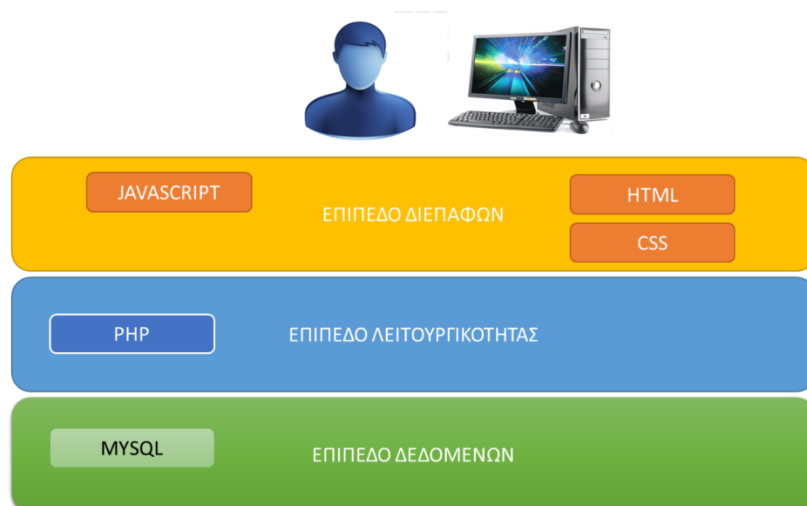 JAVASCRIPT
ΕΠΙΠΕΔΟ ΔΙΕΠΑΦΩΝ
HTML
CSS
PHP
ΕΠΙΠΕΔΟ ΛΕΙΤΟΥΡΓΙΚΟΤΗΤΑΣ
MYSQL
ΕΠΙΠΕΔΟ ΔΕΔΟΜΕΝΩΝ